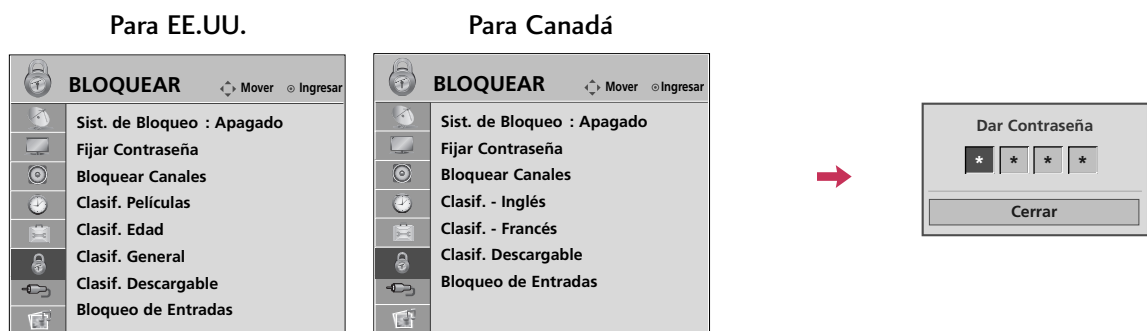 Para EE.UU.
BLOQUEAR Mover Ingresar
Sist. de Bloqueo : Apagado
Fijar Contraseña
Bloquear Canales
Clasif. Películas
Clasif. Edad
Clasif. General
Clasif. Descargable
Bloqueo de Entradas
Para Canadá
BLOQUEAR Mover Ingresar
Sist. de Bloqueo : Apagado
Fijar Contraseña
Bloquear Canales
Clasif. - Inglés
Clasif. - Francés
Clasif. Descargable
Bloqueo de Entradas
Dar Contraseña
* * * *
Cerrar